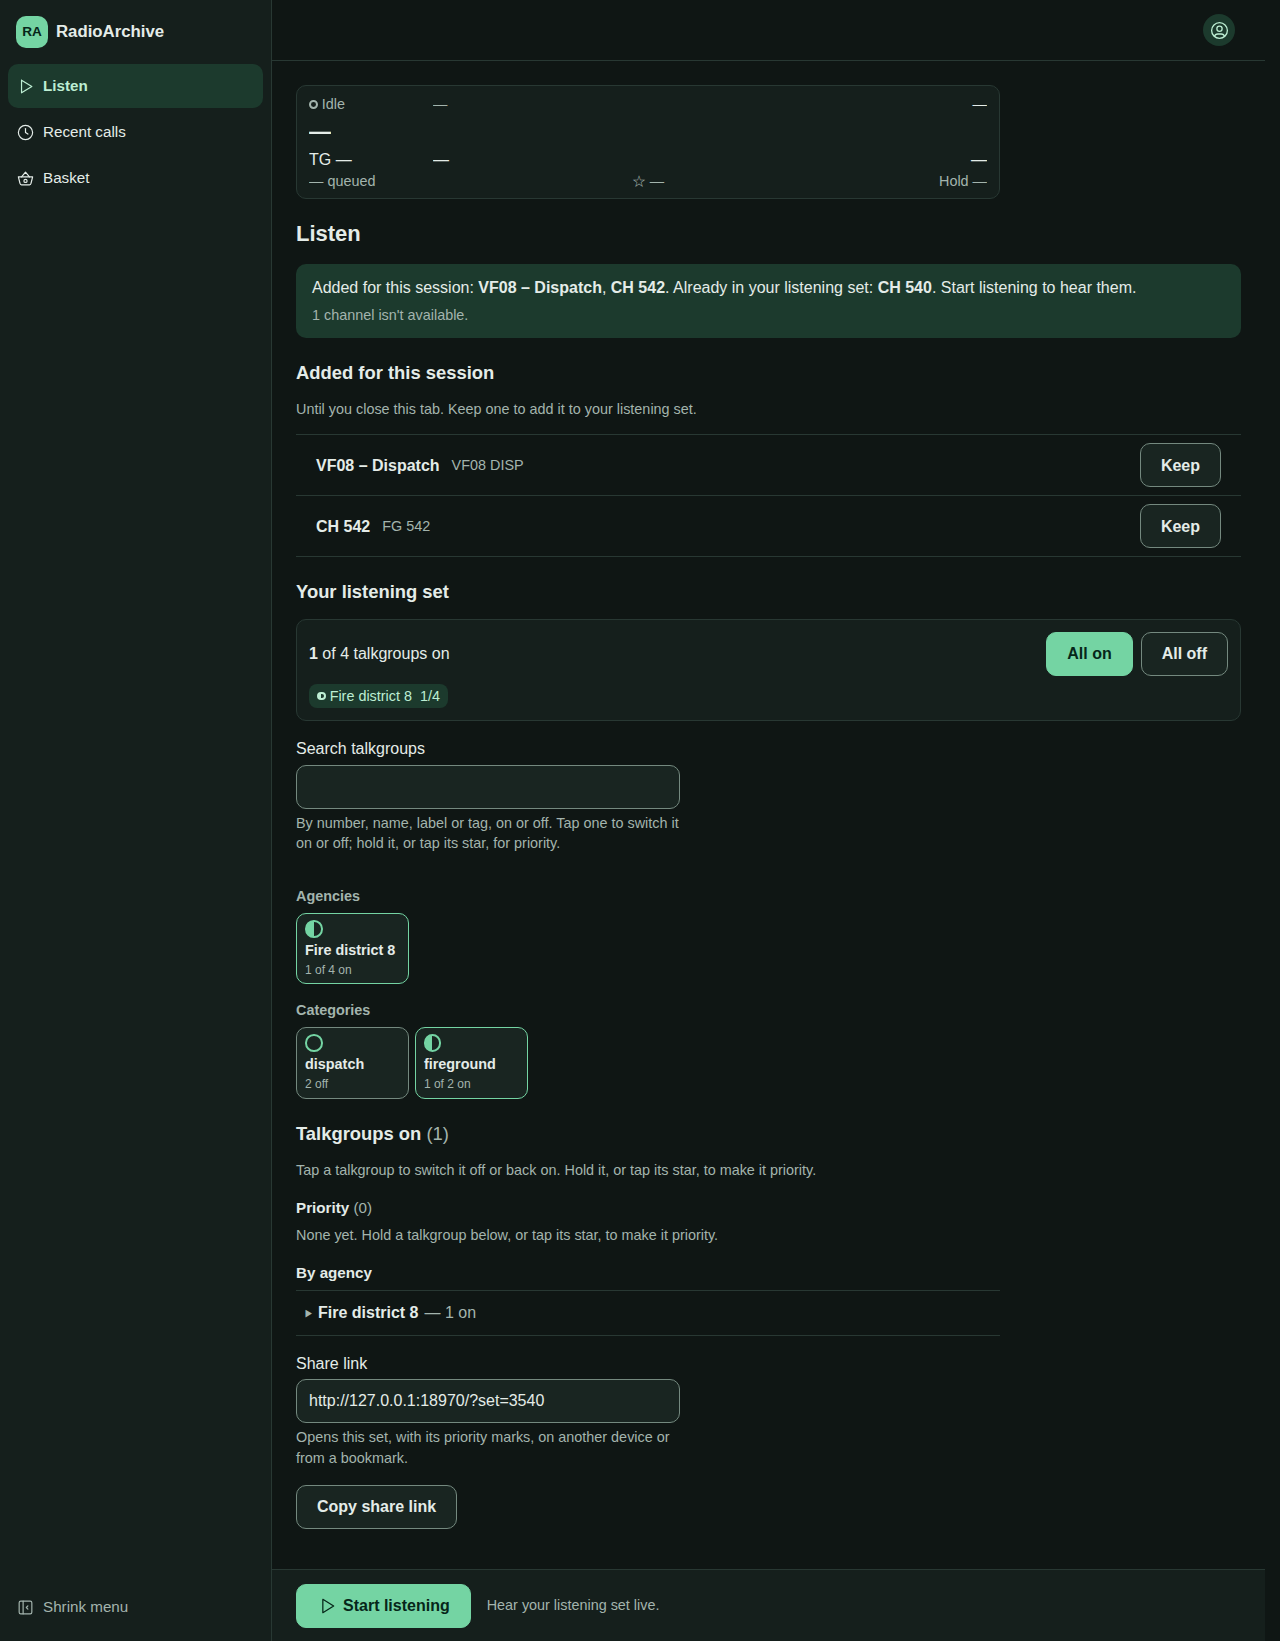 RA RadioArchive
Listen
Recent calls
Basket
Shrink menu
Idle — —
—
TG — — —
— queued ☆ — Hold —
Listen
Added for this session: VF08 – Dispatch, CH 542. Already in your listening set: CH 540. Start listening to hear them.
1 channel isn't available.
Added for this session
Until you close this tab. Keep one to add it to your listening set.
VF08 – Dispatch VF08 DISP Keep
CH 542 FG 542 Keep
Your listening set
1 of 4 talkgroups on All on All off
Fire district 8 1/4
Search talkgroups
By number, name, label or tag, on or off. Tap one to switch it
on or off; hold it, or tap its star, for priority.
Agencies
Fire district 8
1 of 4 on
Categories
dispatch fireground
2 off 1 of 2 on
Talkgroups on (1)
Tap a talkgroup to switch it off or back on. Hold it, or tap its star, to make it priority.
Priority (0)
None yet. Hold a talkgroup below, or tap its star, to make it priority.
By agency
Fire district 8 — 1 on
Share link
http://127.0.0.1:18970/?set=3540
Opens this set, with its priority marks, on another device or
from a bookmark.
Copy share link
Start listening Hear your listening set live.